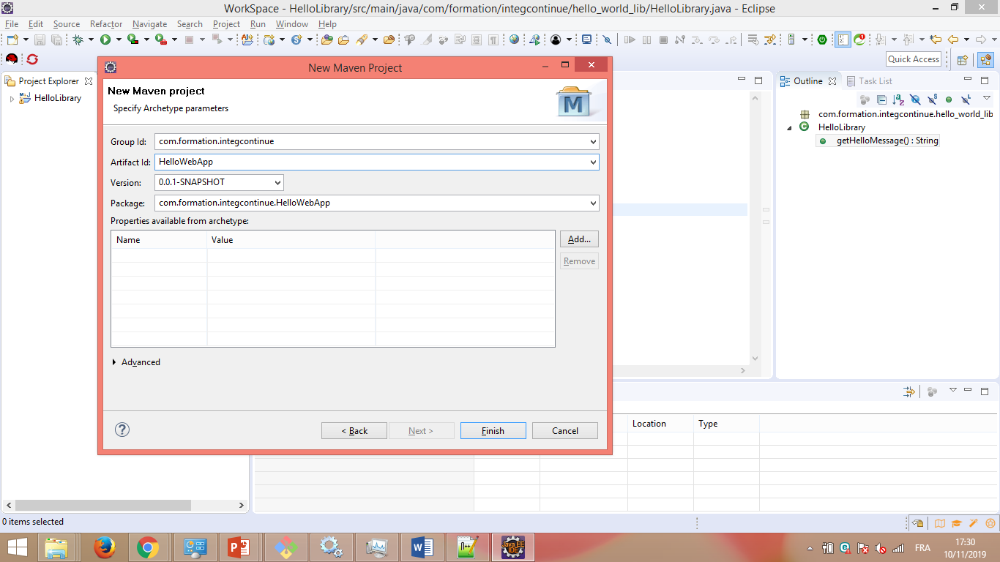 WorkSpace - HelloLibrary/src/main/java/com/formation/integcontinue/hello_world_lib/HelloLibrary.java - Eclipse
File Edit Source Refactor Navigate Search Project Run Window Help
Quick Access
Project Explorer
HelloLibrary
New Maven Project
New Maven project
Specify Archetype parameters
M
Group Id: com.formation.integcontinue
Artifact Id: HelloWebApp
Version: 0.0.1-SNAPSHOT
Package: com.formation.integcontinue.HelloWebApp
Properties available from archetype:
Name Value
Add...
Remove
Advanced
? < Back Next > Finish Cancel
Outline Task List
com.formation.integcontinue.hello_world_lib
HelloLibrary
getHelloMessage() : String
Location Type
0 items selected
Java EE
IDE
FRA
17:30
10/11/2019